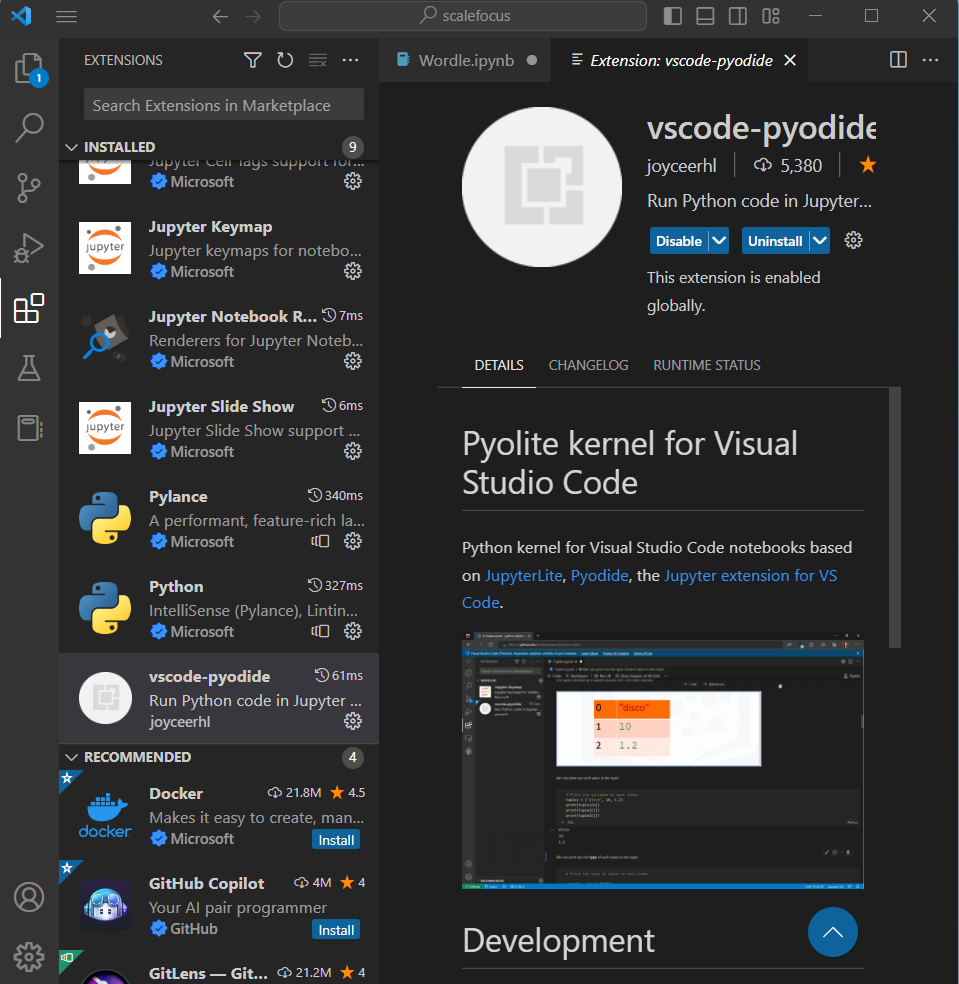 scalefocus
EXTENSIONS
Wordle.ipynb
Extension: vscode-pyodide
1
Search Extensions in Marketplace
INSTALLED
9
Jupyter Cell Tags support for...
Microsoft
Jupyter Keymap
Jupyter keymaps for notebo...
Microsoft
Jupyter Notebook R...
7ms
Renderers for Jupyter Noteb...
Microsoft
Jupyter Slide Show
6ms
Jupyter Slide Show support ...
Microsoft
Pylance
340ms
A performant, feature-rich la...
Microsoft
Python
327ms
IntelliSense (Pylance), Lintin...
Microsoft
vscode-pyodide
61ms
Run Python code in Jupyter ...
joyceerhl
RECOMMENDED
4
Docker
21.8M
4.5
Makes it easy to create, man...
docker
Microsoft
Install
GitHub Copilot
4M
4
Your AI pair programmer
GitHub
Install
GitLens — Git...
21.2M
4
vscode-pyodide
joyceerhl
5,380
Run Python code in Jupyter...
Disable
Uninstall
This extension is enabled
globally.
DETAILS
CHANGELOG
RUNTIME STATUS
Pyolite kernel for Visual
Studio Code
Python kernel for Visual Studio Code notebooks based
on JupyterLite, Pyodide, the Jupyter extension for VS
Code.
0 "disco"
1 10
2 1.2
Development